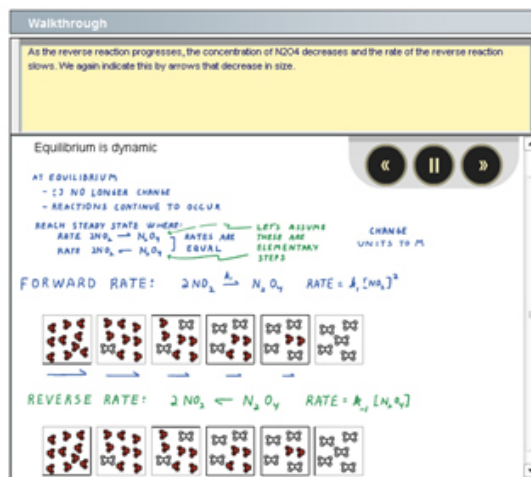 Walkthrough
As the reverse reaction progresses, the concentration of N2O4 decreases and the rate of the reverse reaction
slows. We again indicate this by arrows that decrease in size.
Equilibrium is dynamic
AT EQUILIBRIUM
- [] NO LONGER CHANGE
- REACTIONS CONTINUE TO OCCUR
REACH STEADY STATE WHERE:
RATE 2NO₂ → N₂O₄
RATE 2NO₂ ← N₂O₄
RATES ARE
EQUAL
LET'S ASSUME
THESE ARE
ELEMENTARY
STEPS
CHANGE
UNITS TO M
FORWARD RATE: 2NO₂ →k₁ N₂O₄ RATE = k₁ [NO₂]²
REVERSE RATE: 2NO₂ ← N₂O₄ RATE = k₋₁ [N₂O₄]